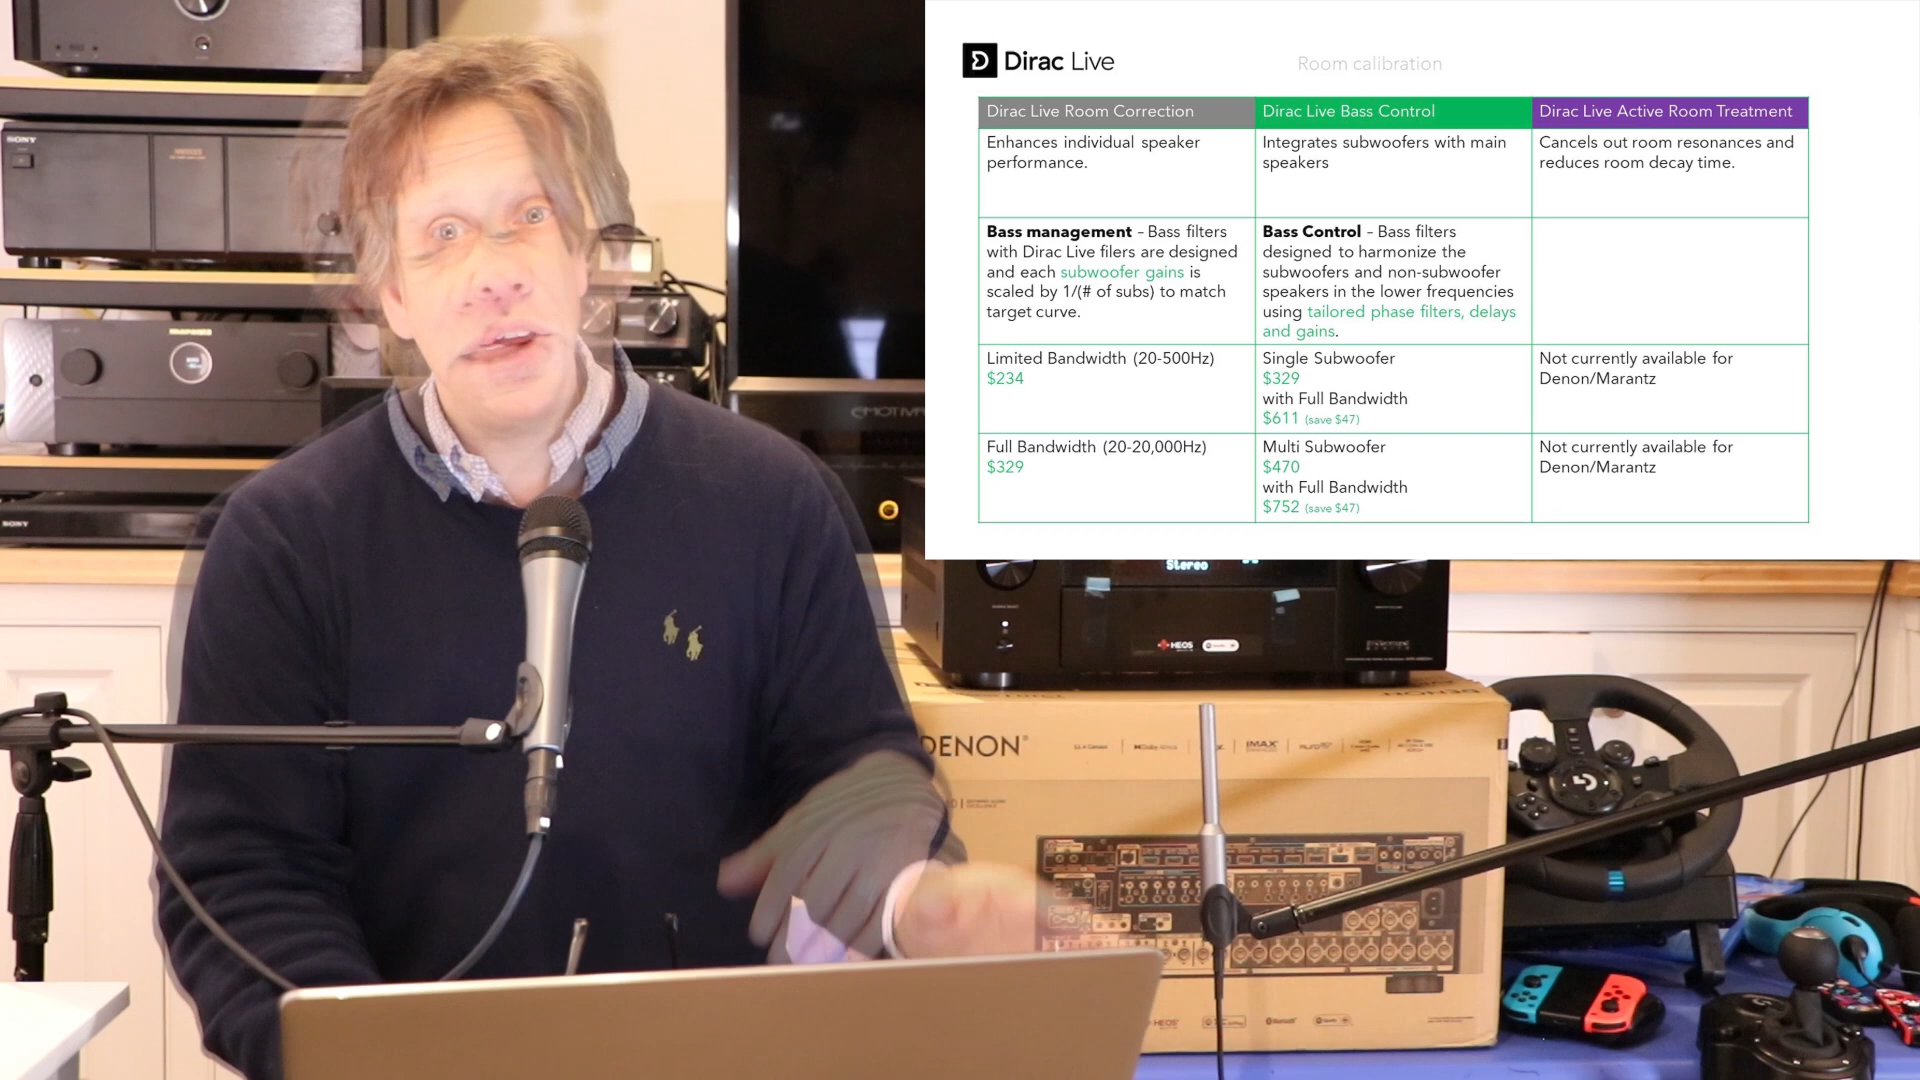 Dirac Live
Room calibration
Dirac Live Room Correction
Dirac Live Bass Control
Dirac Live Active Room Treatment
Enhances individual speaker
performance.
Integrates subwoofers with main
speakers
Cancels out room resonances and
reduces room decay time.
Bass management – Bass filters
with Dirac Live filers are designed
and each subwoofer gains is
scaled by 1/(# of subs) to match
target curve.
Bass Control – Bass filters
designed to harmonize the
subwoofers and non-subwoofer
speakers in the lower frequencies
using tailored phase filters, delays
and gains.
Limited Bandwidth (20-500Hz)
$234
Single Subwoofer
$329
with Full Bandwidth
$611 (save $47)
Not currently available for
Denon/Marantz
Full Bandwidth (20-20,000Hz)
$329
Multi Subwoofer
$470
with Full Bandwidth
$752 (save $47)
Not currently available for
Denon/Marantz
SONY
marantz
SONY
Stereo
HEOS
DENON
DENON®
IMAX
HEOS